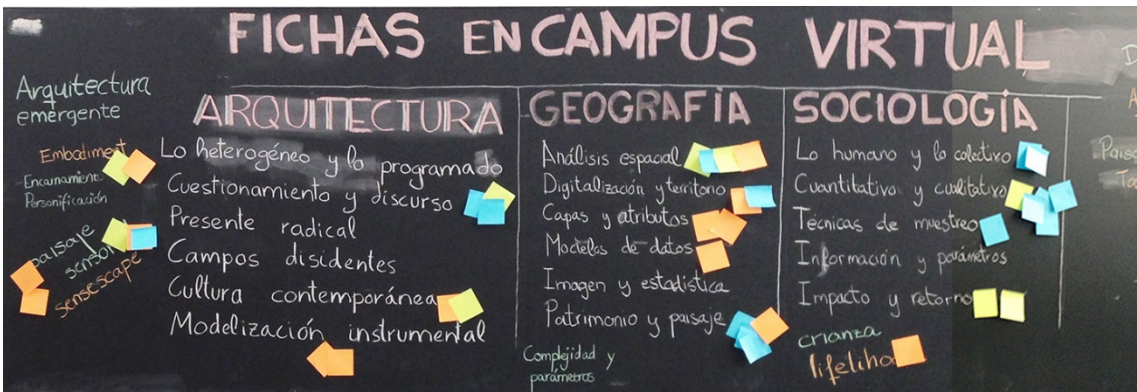 FICHAS EN CAMPUS VIRTUAL
Arquitectura
emergente
Embodiment
Encarnamiento
Personificación
paisaje
sensorial
sensescape
ARQUITECTURA
Lo heterogéneo y lo programado
Cuestionamiento y discurso
Presente radical
Campos disidentes
Cultura contemporánea
Modelización instrumental
GEOGRAFÍA
Análisis espacial
Digitalización y territorio
Capas y atributos
Modelos de datos
Imagen y estadística
Patrimonio y paisaje
Complejidad y
parámetros
SOCIOLOGÍA
Lo humano y lo colectivo
Cuantitativo y cualitativo
Técnicas de muestreo
Información y parámetros
Impacto y retorno
crianza